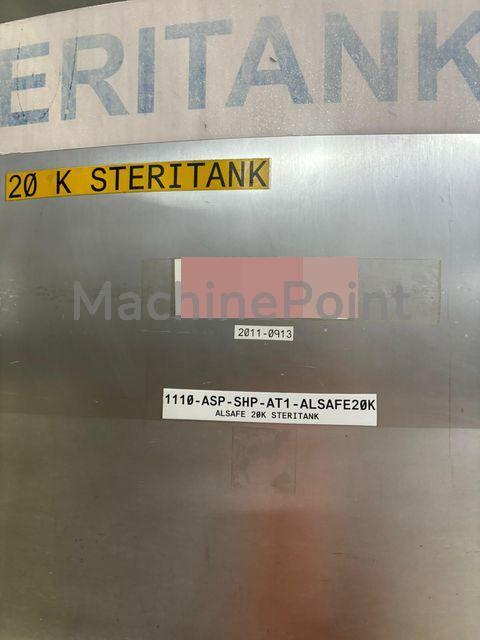 ERITANK
20 K STERITANK
MachinePoint
2011-0913
1110-ASP-SHP-AT1-ALSAFE20K
ALSAFE 20K STERITANK